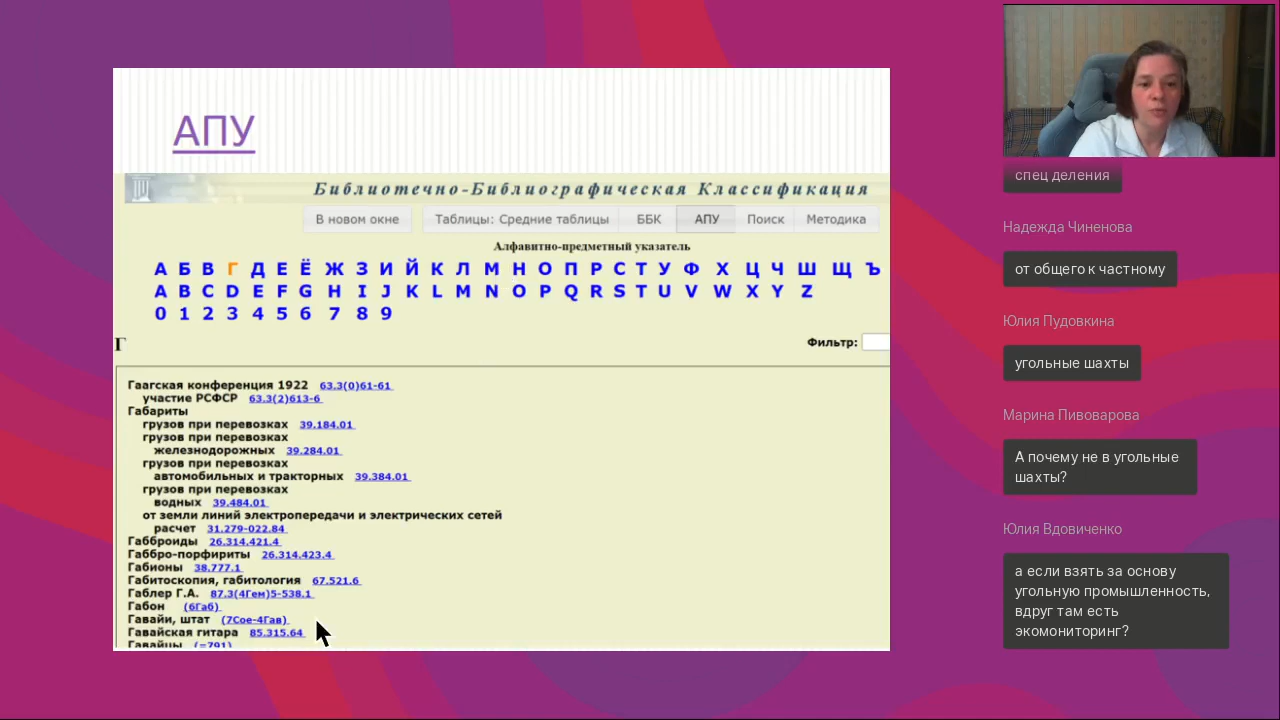 АПУ
Библиотечно-Библиографическая Классификация
В новом окне Таблицы: Средние таблицы ББК АПУ Поиск Методика
Алфавитно-предметный указатель
А Б В Г Д Е Ё Ж З И Й К Л М Н О П Р С Т У Ф Х Ц Ч Ш Щ Ъ
A B C D E F G H I J K L M N O P Q R S T U V W X Y Z
0 1 2 3 4 5 6 7 8 9
Г
Фильтр:
Гаагская конференция 1922 63.3(0)61-61
участие РСФСР 63.3(2)613-6
Габариты
грузов при перевозках 39.184.01
грузов при перевозках
железнодорожных 39.284.01
грузов при перевозках
автомобильных и тракторных 39.384.01
грузов при перевозках
водных 39.484.01
от земли линий электропередачи и электрических сетей
расчет 31.279-022.84
Габброиды 26.314.421.4
Габбро-порфириты 26.314.423.4
Габионы 38.777.1
Габитоскопия, габитология 67.521.6
Габлер Г.А. 87.3(4Гем)5-538.1
Габон (6Габ)
Гавайи, штат (7Сое-4Гав)
Гавайская гитара 85.315.64
Гавайцы (=791)
спец деления
Надежда Чиненова
от общего к частному
Юлия Пудовкина
угольные шахты
Марина Пивоварова
А почему не в угольные
шахты?
Юлия Вдовиченко
а если взять за основу
угольную промышленность,
вдруг там есть
экомониторинг?